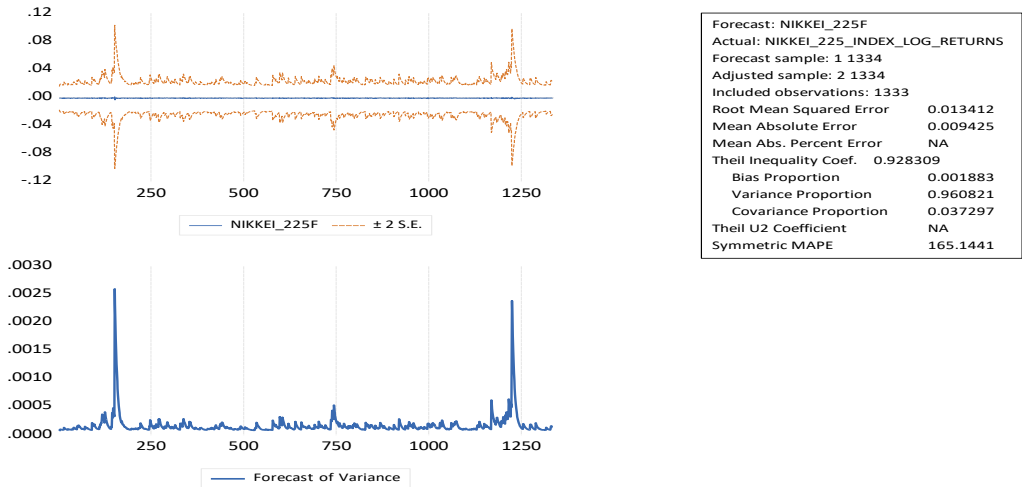 .12
.08
.04
.00
-.04
-.08
-.12
250 500 750 1000 1250
NIKKEI_225F ± 2 S.E.
Forecast: NIKKEI_225F
Actual: NIKKEI_225_INDEX_LOG_RETURNS
Forecast sample: 1 1334
Adjusted sample: 2 1334
Included observations: 1333
Root Mean Squared Error 0.013412
Mean Absolute Error 0.009425
Mean Abs. Percent Error NA
Theil Inequality Coef. 0.928309
Bias Proportion 0.001883
Variance Proportion 0.960821
Covariance Proportion 0.037297
Theil U2 Coefficient NA
Symmetric MAPE 165.1441
.0030
.0025
.0020
.0015
.0010
.0005
.0000
250 500 750 1000 1250
Forecast of Variance